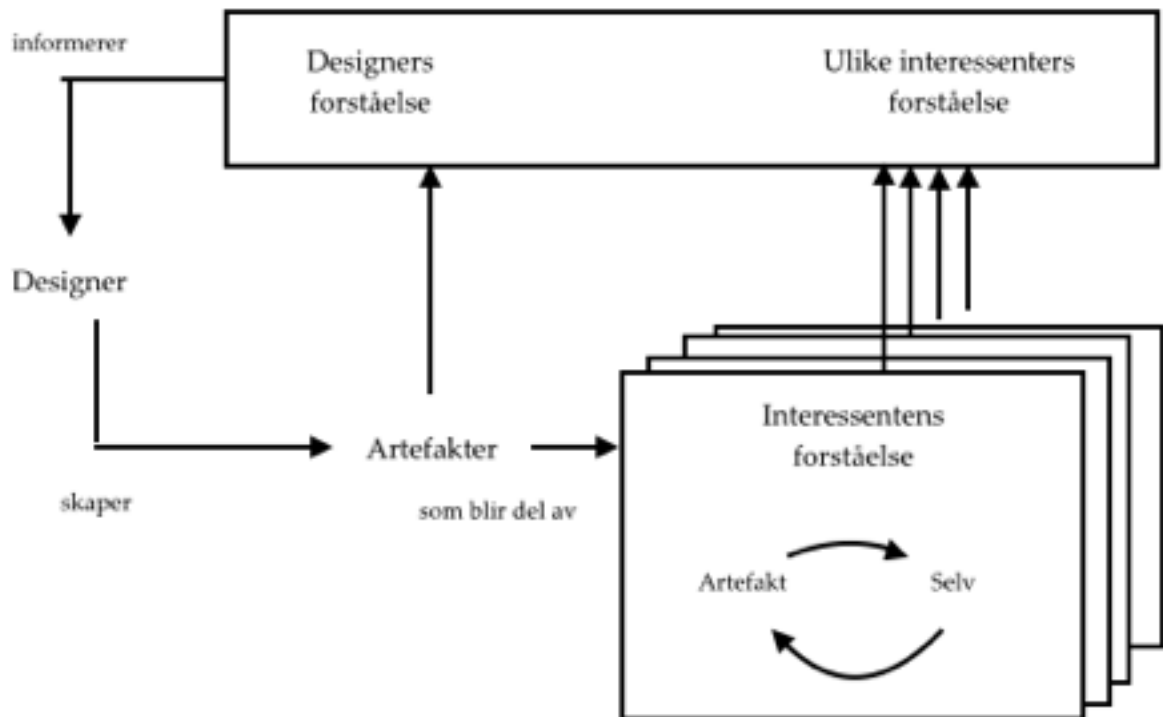 informerer
Designers
forståelse
Ulike interessenters
forståelse
Designer
skaper
Artefakter
som blir del av
Interessentens
forståelse
Artefakt
Selv